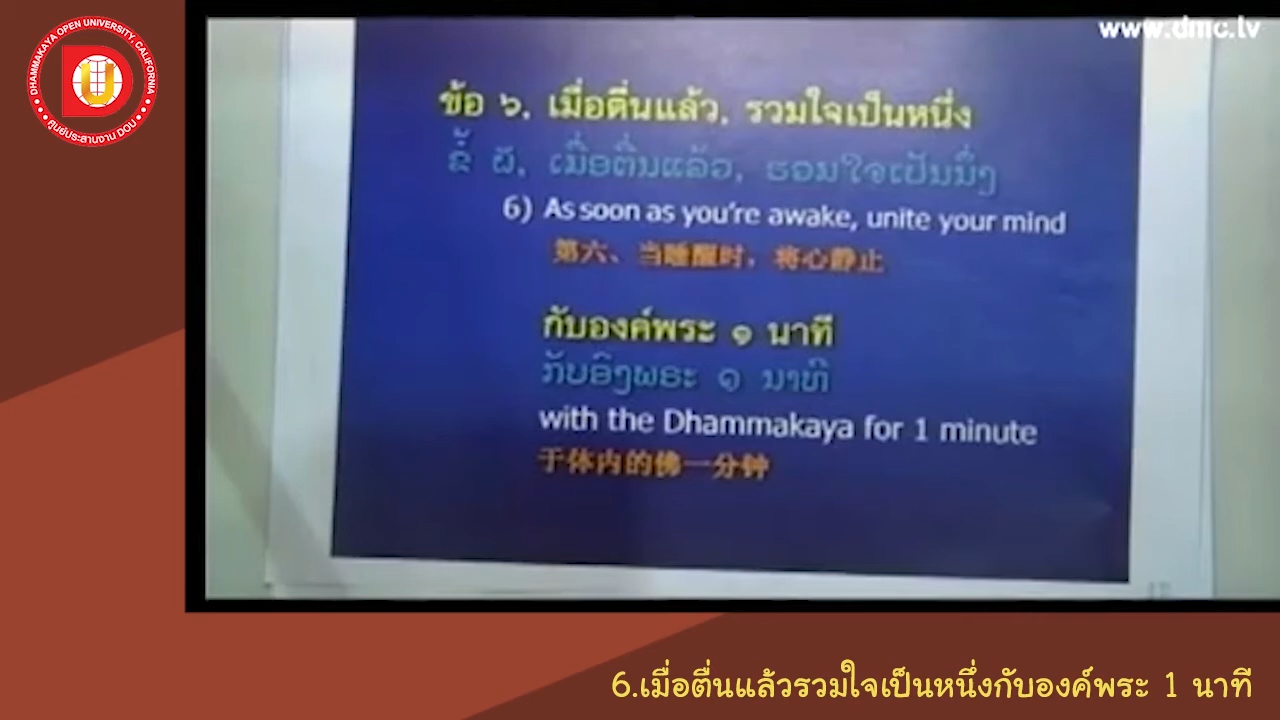 DHAMMAKAYA OPEN UNIVERSITY, CALIFORNIA
DOU
ศูนย์ประสานงาน DOU
www.dmc.tv
ข้อ ๖. เมื่อตื่นแล้ว, รวมใจเป็นหนึ่ง
ເມື່ອຕື່ນແລ້ວ, ຮວມໃຈເປັນນຶ່ງ
6) As soon as you're awake, unite your mind
第六、当睡醒时，将心静止
กับองค์พระ ๑ นาที
ກັບອົງພຣະ ໑ ນາທີ
with the Dhammakaya for 1 minute
于体内的佛一分钟
6.เมื่อตื่นแล้วรวมใจเป็นหนึ่งกับองค์พระ 1 นาที